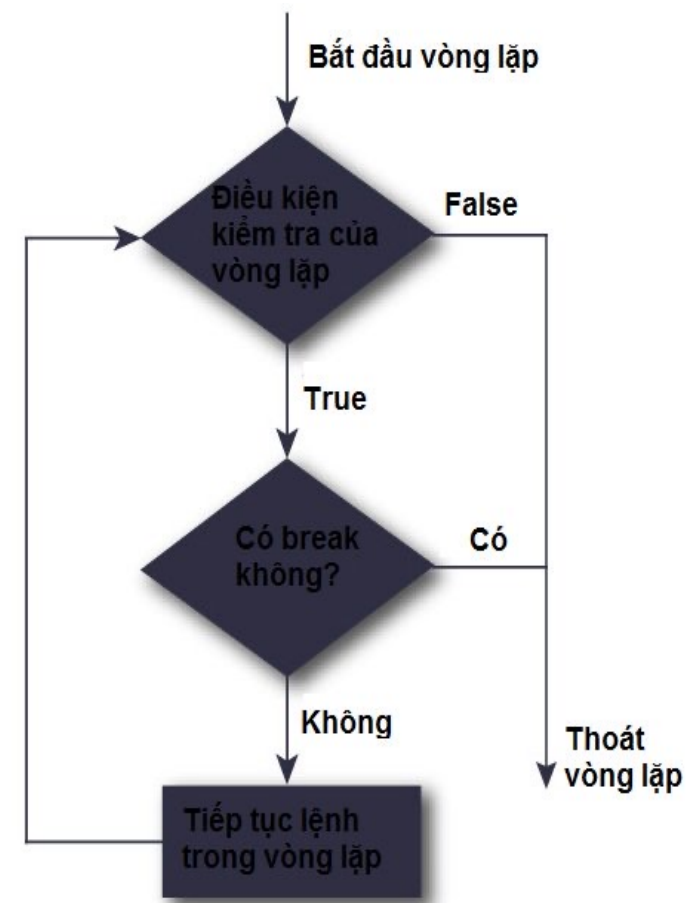 Bắt đầu vòng lặp
Điều kiện
kiểm tra của
vòng lặp
False
True
Có break
không?
Có
Không
Thoát
vòng lặp
Tiếp tục lệnh
trong vòng lặp